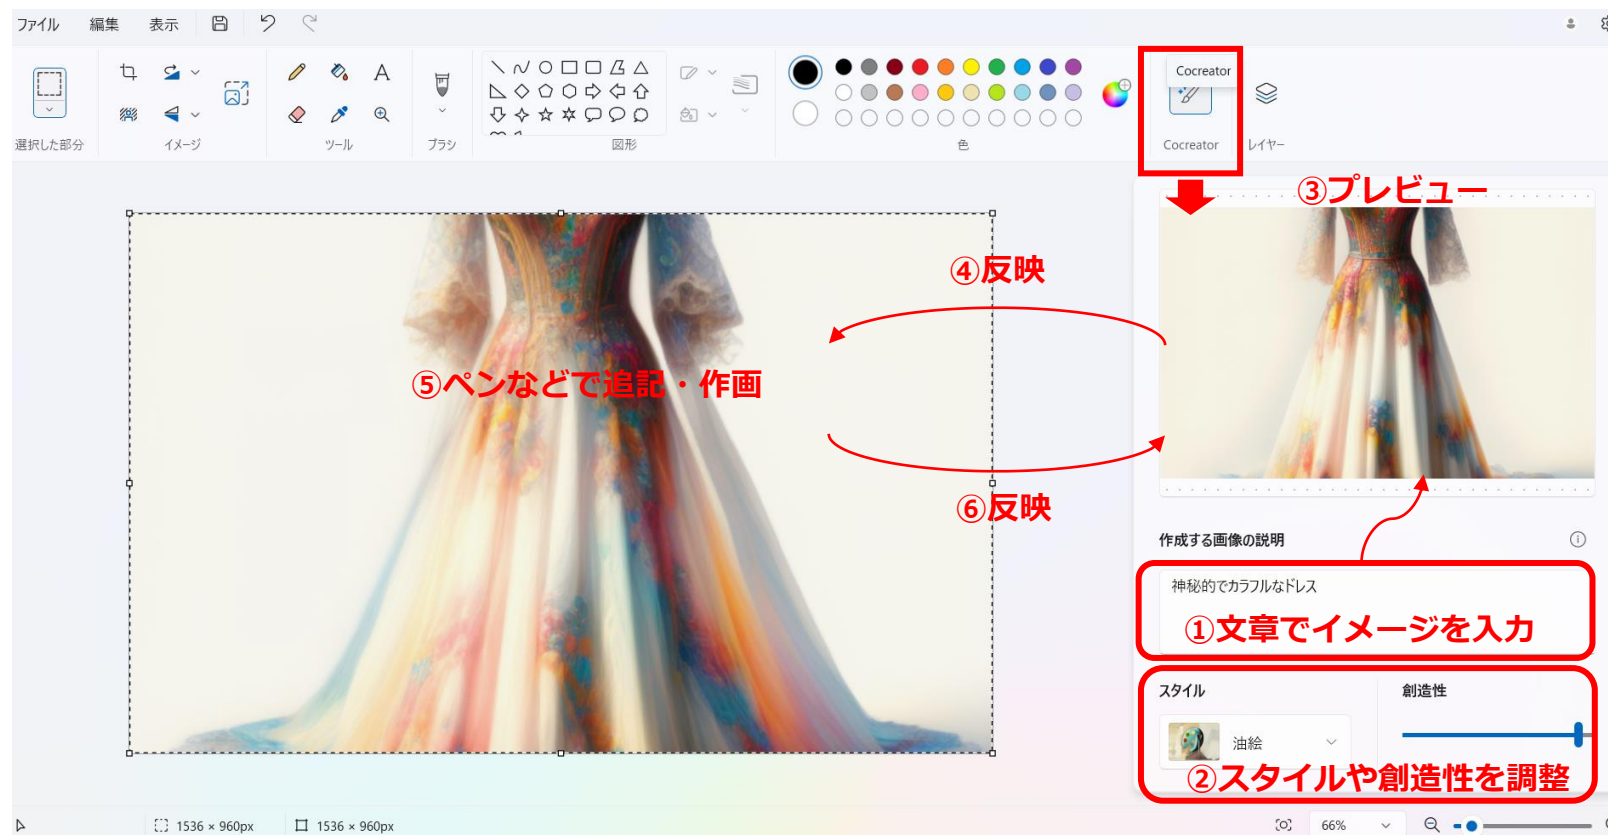 ファイル 編集 表示
Cocreator
選択した部分 イメージ ツール ブラシ 図形 色 Cocreator レイヤー
③プレビュー
④反映
⑤ペンなどで追記・作画
⑥反映
作成する画像の説明
神秘的でカラフルなドレス
①文章でイメージを入力
スタイル 創造性
油絵
②スタイルや創造性を調整
1536 × 960px 1536 × 960px 66%